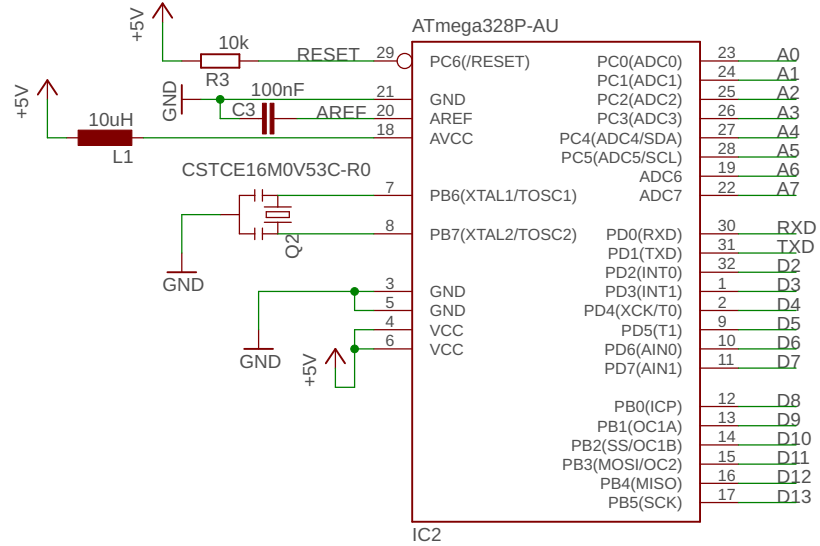 ATmega328P-AU
+5V
10k
R3
RESET
29
PC6(/RESET)
GND
21
GND
100nF
C3
AREF
20
AREF
+5V
10uH
L1
18
AVCC
CSTCE16M0V53C-R0
7
PB6(XTAL1/TOSC1)
Q2
8
PB7(XTAL2/TOSC2)
GND
3
GND
5
GND
4
VCC
6
VCC
GND
+5V
PC0(ADC0) 23 A0
PC1(ADC1) 24 A1
PC2(ADC2) 25 A2
PC3(ADC3) 26 A3
PC4(ADC4/SDA) 27 A4
PC5(ADC5/SCL) 28 A5
ADC6 19 A6
ADC7 22 A7
PD0(RXD) 30 RXD
PD1(TXD) 31 TXD
PD2(INT0) 32 D2
PD3(INT1) 1 D3
PD4(XCK/T0) 2 D4
PD5(T1) 9 D5
PD6(AIN0) 10 D6
PD7(AIN1) 11 D7
PB0(ICP) 12 D8
PB1(OC1A) 13 D9
PB2(SS/OC1B) 14 D10
PB3(MOSI/OC2) 15 D11
PB4(MISO) 16 D12
PB5(SCK) 17 D13
IC2